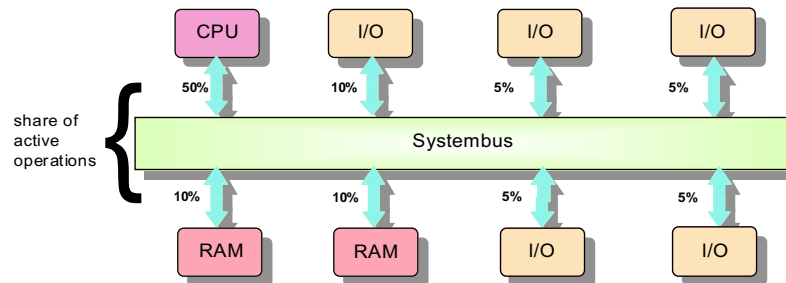 CPU
I/O
I/O
I/O
50%
10%
5%
5%
share of
active
operations
Systembus
10%
10%
5%
5%
RAM
RAM
I/O
I/O